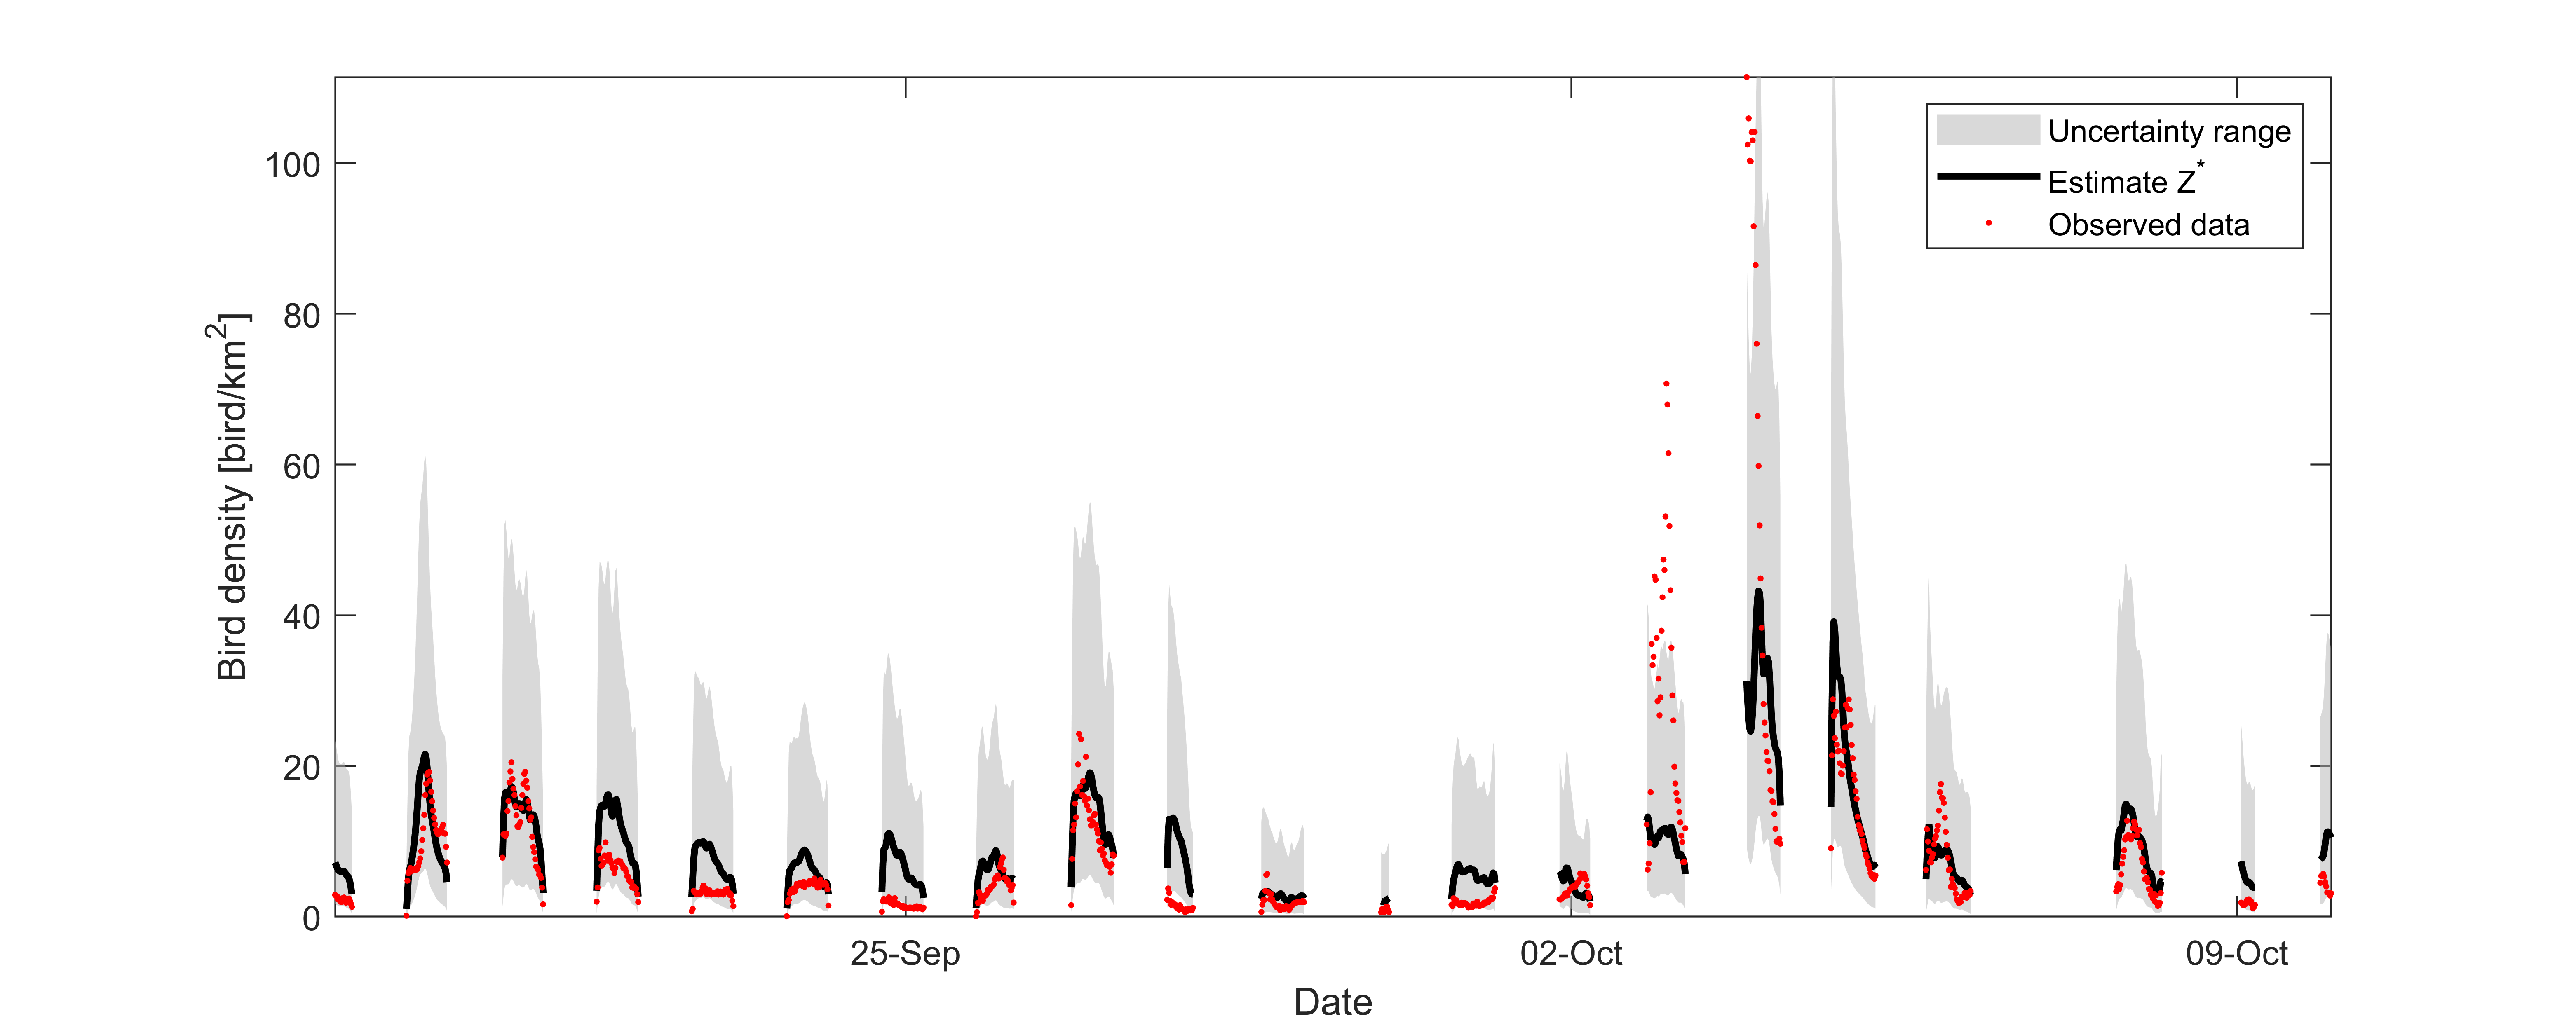 Uncertainty range
Estimate Z*
Observed data
100
80
60
40
20
0
Bird density [bird/km²]
25-Sep
02-Oct
09-Oct
Date